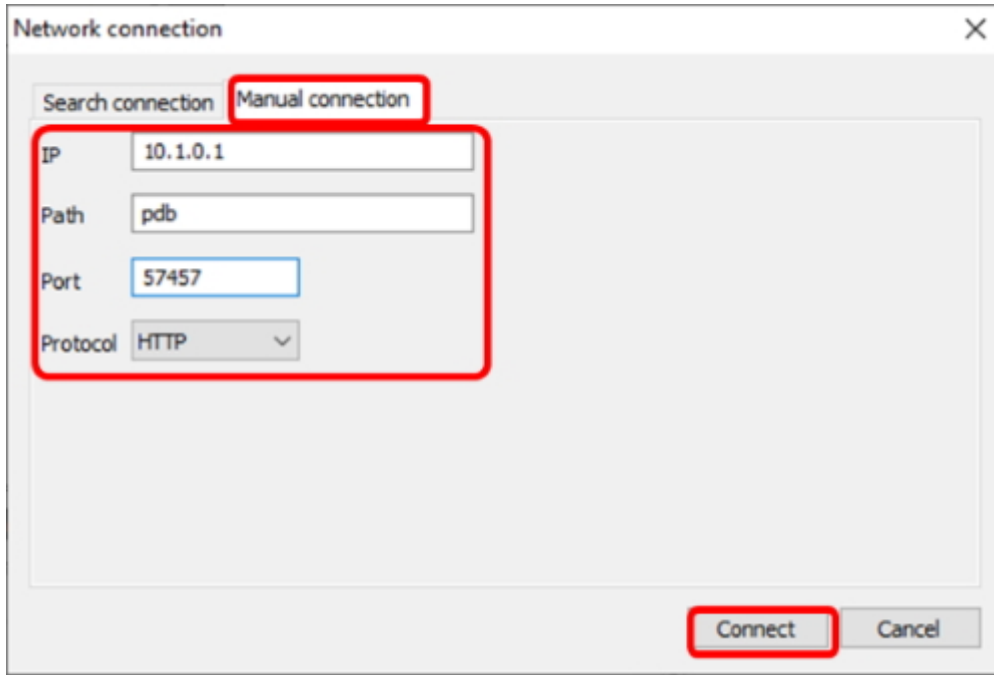 Network connection
Search connection Manual connection
IP 10.1.0.1
Path pdb
Port 57457
Protocol HTTP
Connect Cancel